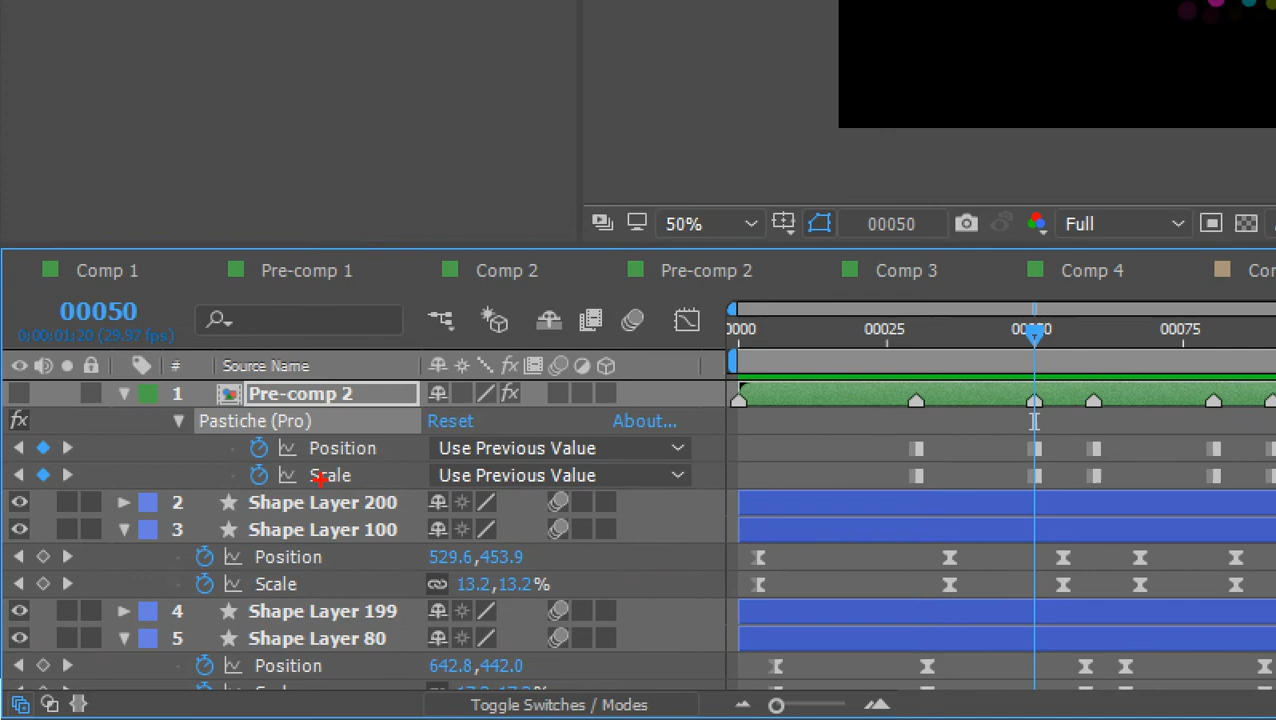 50% 00050 Full
Comp 1 Pre-comp 1 Comp 2 Pre-comp 2 Comp 3 Comp 4
00050
0:00:01:20 (29.97 fps)
0000 00025 00075
# Source Name fx
1 Pre-comp 2 fx
fx Pastiche (Pro) Reset About...
Position Use Previous Value
Scale Use Previous Value
2 Shape Layer 200
3 Shape Layer 100
Position 529.6,453.9
Scale 13.2,13.2%
4 Shape Layer 199
5 Shape Layer 80
Position 642.8,442.0
Toggle Switches / Modes